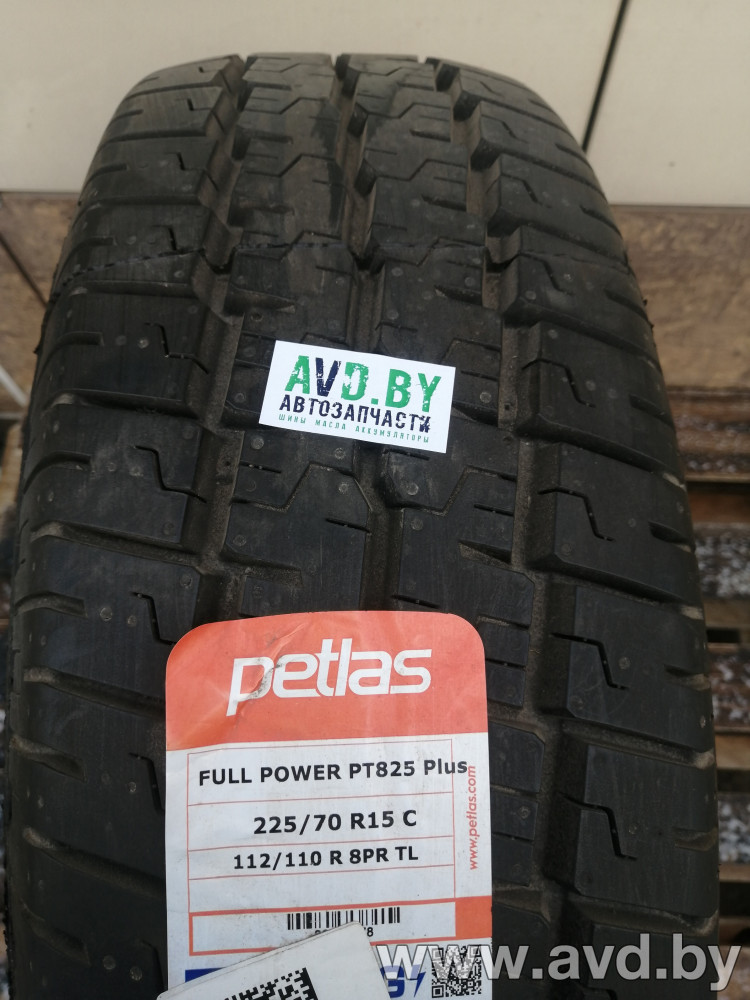 AVD.BY
АВТОЗАПЧАСТИ
ШИНЫ МАСЛА АККУМУЛЯТОРЫ
petlas
FULL POWER PT825 Plus
225/70 R15 C
112/110 R 8PR TL
www.petlas.com
www.avd.by